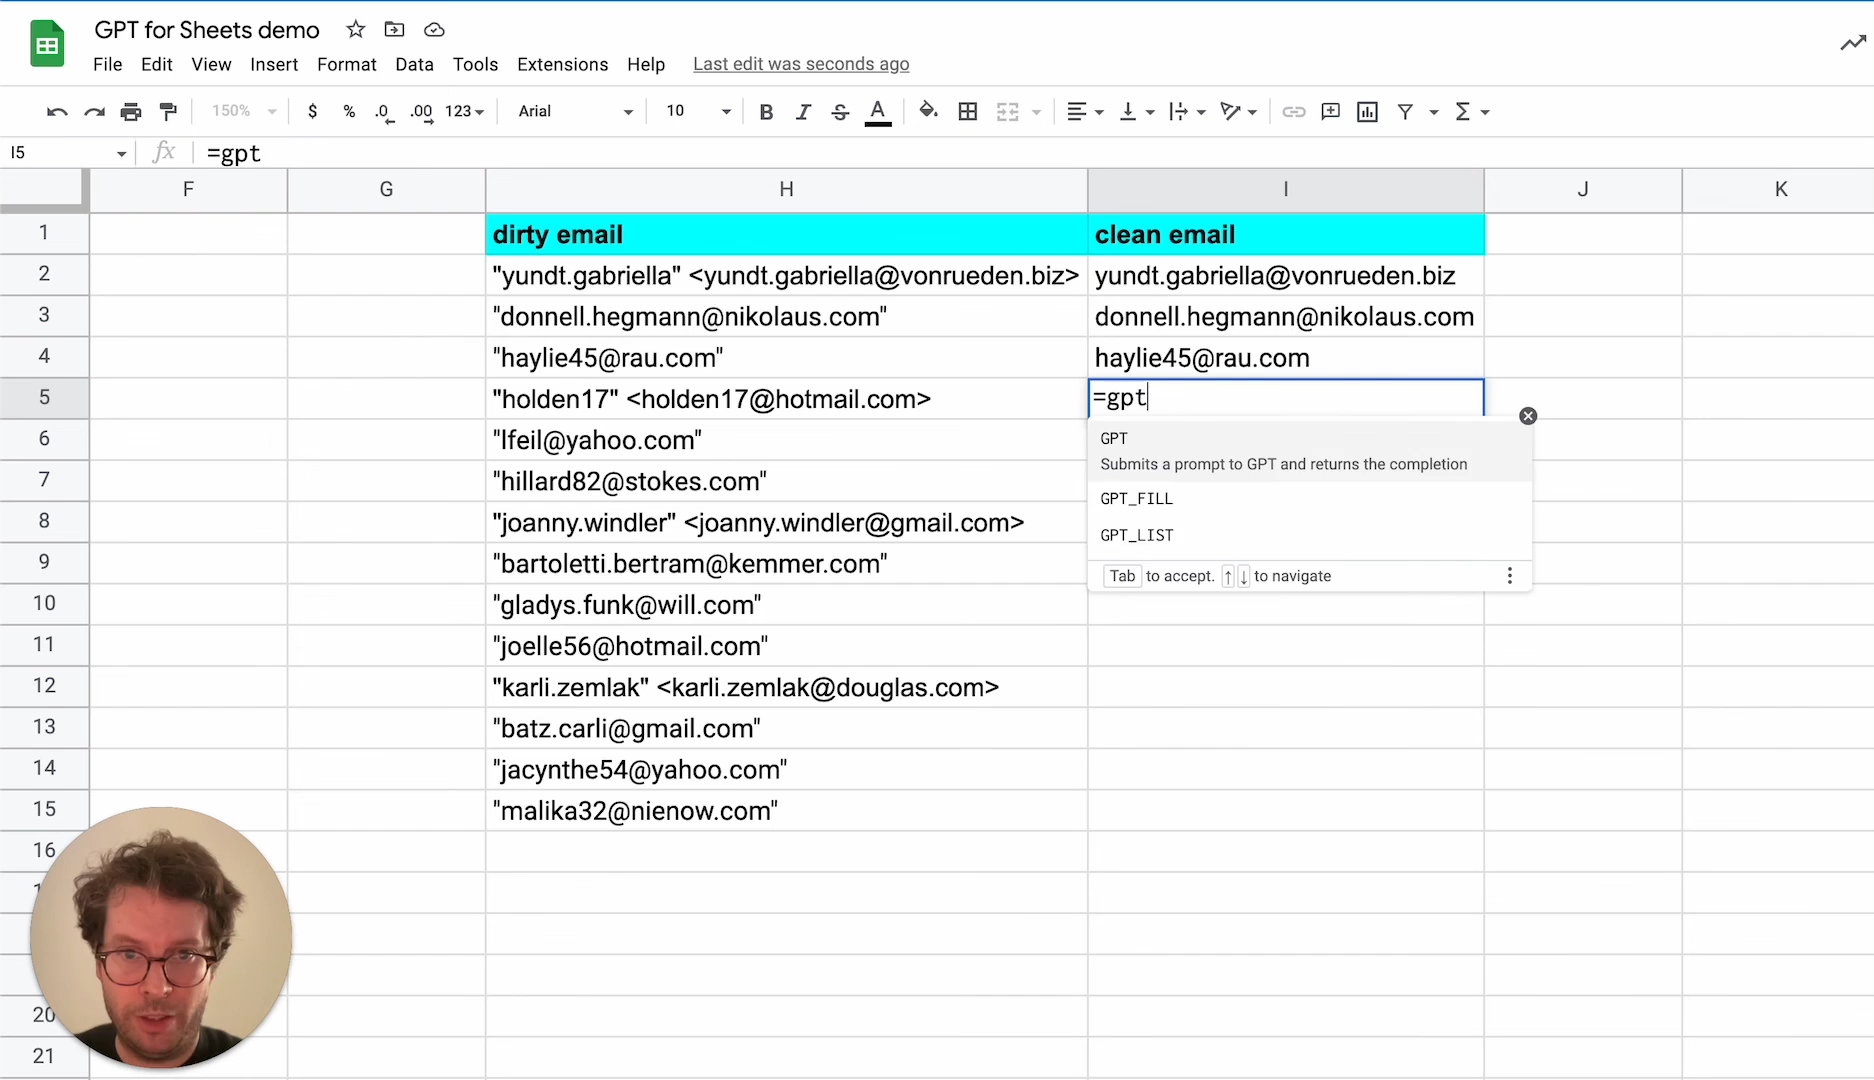 GPT for Sheets demo
File Edit View Insert Format Data Tools Extensions Help Last edit was seconds ago
150% $ % .0 .00 123 Arial 10 B I S A Σ
I5 fx =gpt
F G H I J K
1 dirty email clean email
2 "yundt.gabriella" <yundt.gabriella@vonrueden.biz> yundt.gabriella@vonrueden.biz
3 "donnell.hegmann@nikolaus.com" donnell.hegmann@nikolaus.com
4 "haylie45@rau.com" haylie45@rau.com
5 "holden17" <holden17@hotmail.com> =gpt
6 "lfeil@yahoo.com" GPT
Submits a prompt to GPT and returns the completion
7 "hillard82@stokes.com" GPT_FILL
8 "joanny.windler" <joanny.windler@gmail.com> GPT_LIST
9 "bartoletti.bertram@kemmer.com" Tab to accept. ↑ ↓ to navigate
10 "gladys.funk@will.com"
11 "joelle56@hotmail.com"
12 "karli.zemlak" <karli.zemlak@douglas.com>
13 "batz.carli@gmail.com"
14 "jacynthe54@yahoo.com"
15 "malika32@nienow.com"
16
20
21